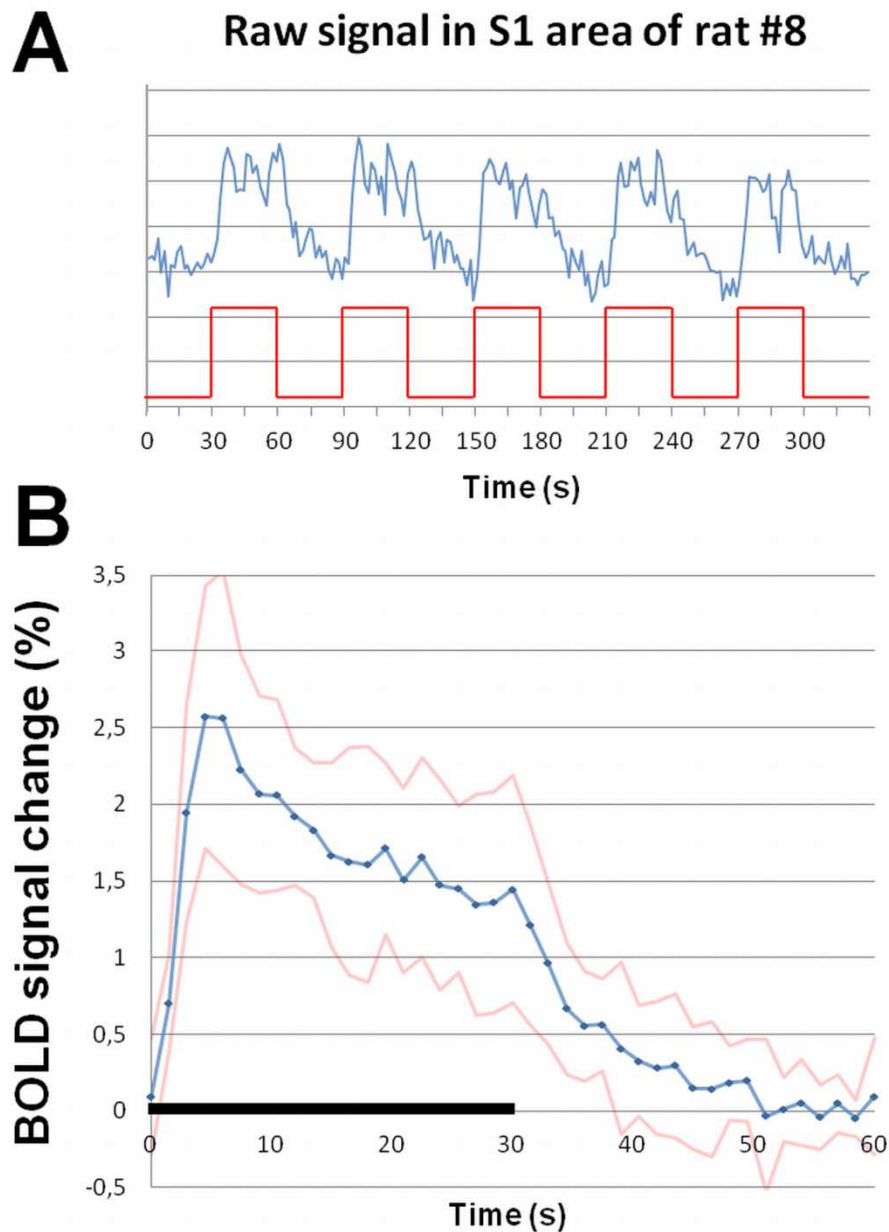 A
Raw signal in S1 area of rat #8
0 30 60 90 120 150 180 210 240 270 300
Time (s)
B
BOLD signal change (%)
3,5
3
2,5
2
1,5
1
0,5
0
-0,5
0 10 20 30 40 50 60
Time (s)